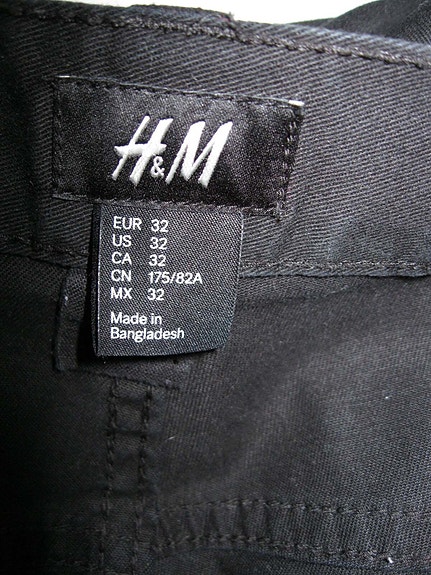 H&M
EUR 32
US 32
CA 32
CN 175/82A
MX 32
Made in
Bangladesh